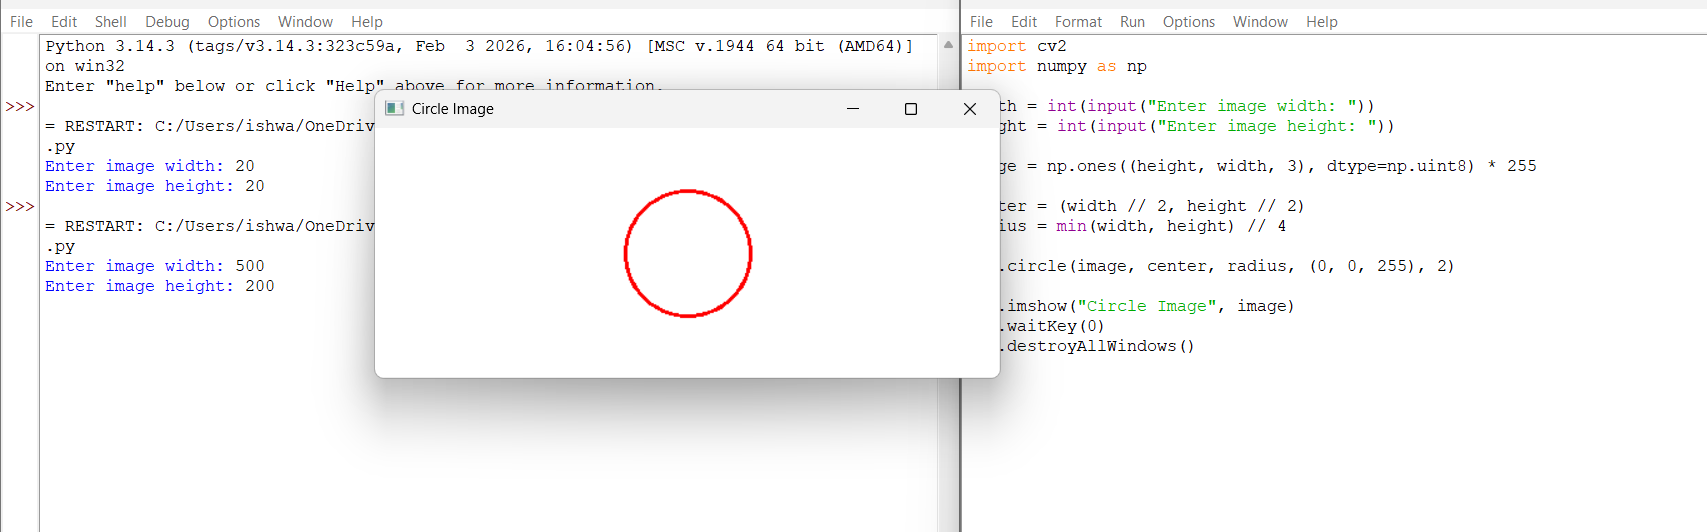 File Edit Shell Debug Options Window Help
Python 3.14.3 (tags/v3.14.3:323c59a, Feb  3 2026, 16:04:56) [MSC v.1944 64 bit (AMD64)]
on win32
Enter "help" below or click "Help" above for more information.
>>>
= RESTART: C:/Users/ishwa/OneDriv
.py
Enter image width: 20
Enter image height: 20
>>>
= RESTART: C:/Users/ishwa/OneDriv
.py
Enter image width: 500
Enter image height: 200
Circle Image
File Edit Format Run Options Window Help
import cv2
import numpy as np
th = int(input("Enter image width: "))
ght = int(input("Enter image height: "))
ge = np.ones((height, width, 3), dtype=np.uint8) * 255
ter = (width // 2, height // 2)
ius = min(width, height) // 4
.circle(image, center, radius, (0, 0, 255), 2)
.imshow("Circle Image", image)
.waitKey(0)
.destroyAllWindows()